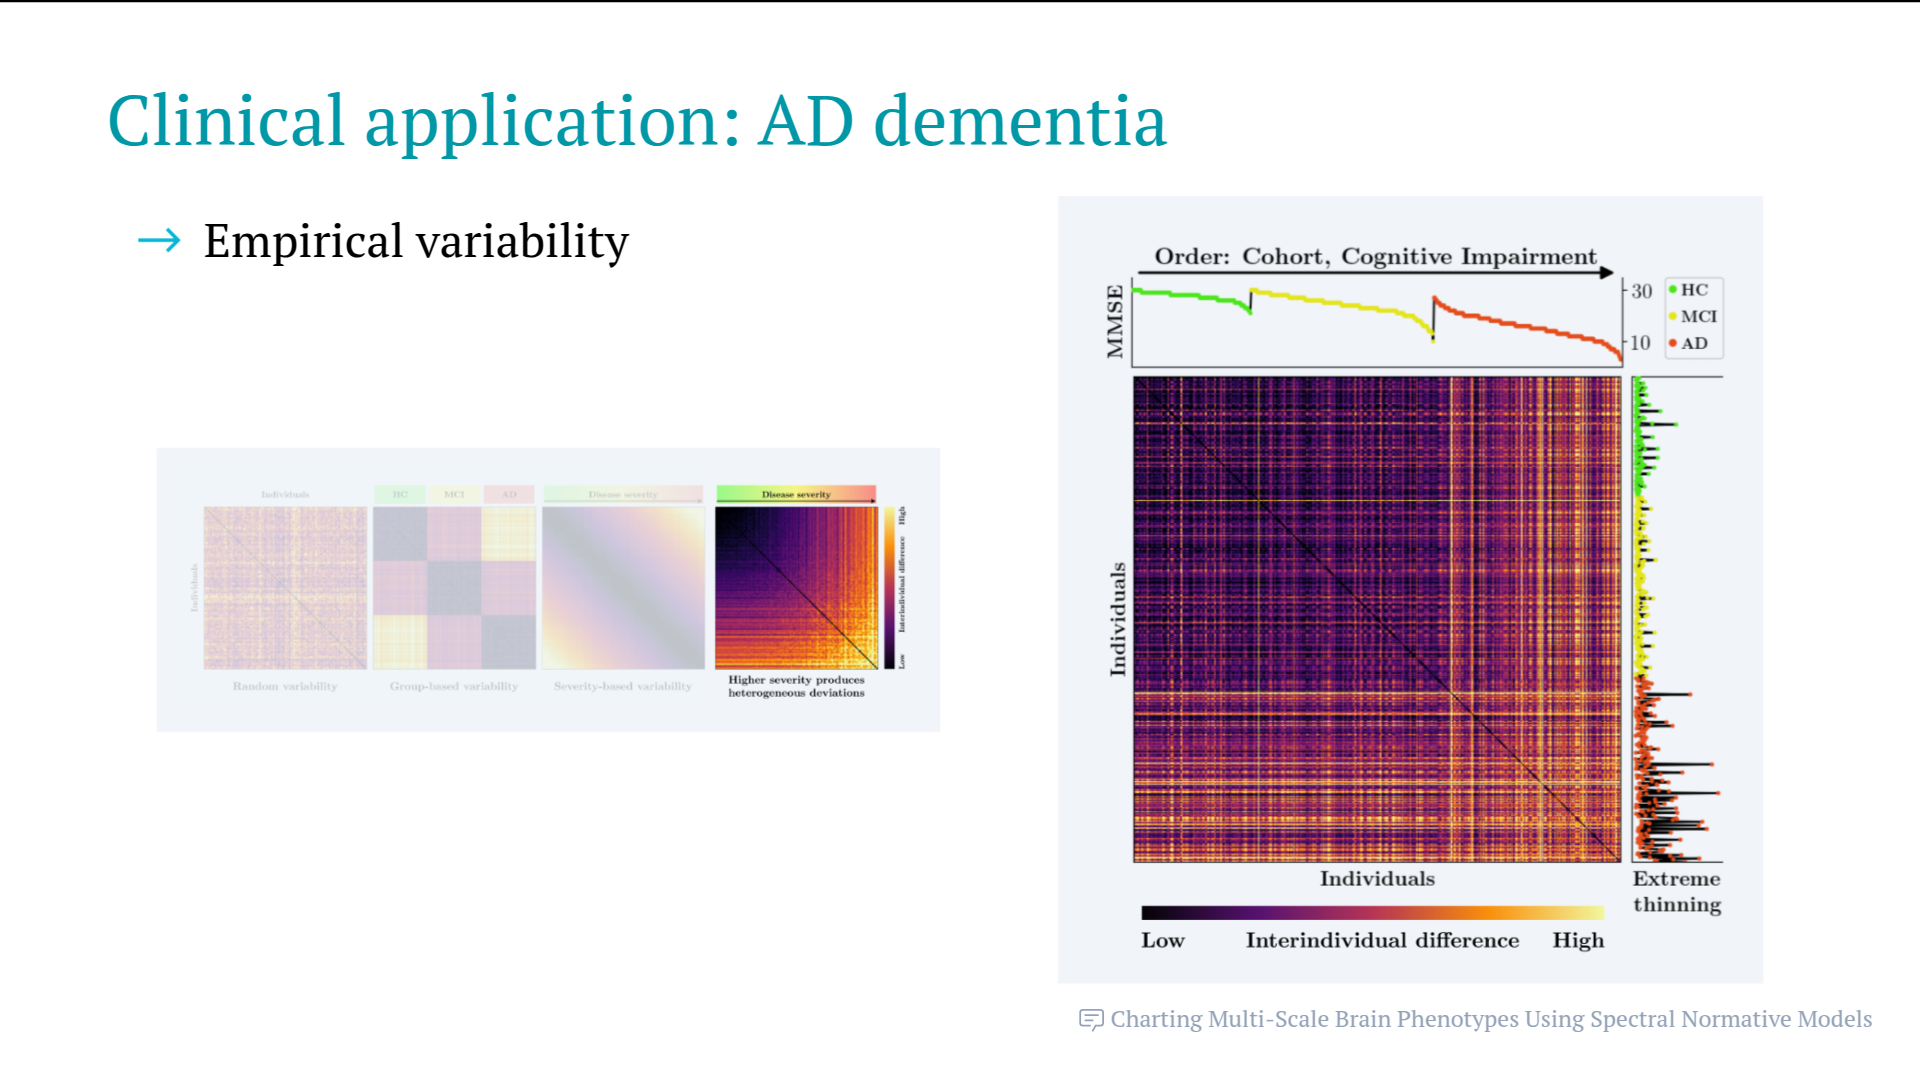 Clinical application: AD dementia
→ Empirical variability
Individuals
HC MCI AD
Disease severity
Disease severity
Individuals
Low Interindividual difference High
Random variability
Group-based variability
Severity-based variability
Higher severity produces
heterogeneous deviations
Order: Cohort, Cognitive Impairment
MMSE
30
10
HC
MCI
AD
Individuals
Individuals
Extreme
thinning
Low Interindividual difference High
Charting Multi-Scale Brain Phenotypes Using Spectral Normative Models